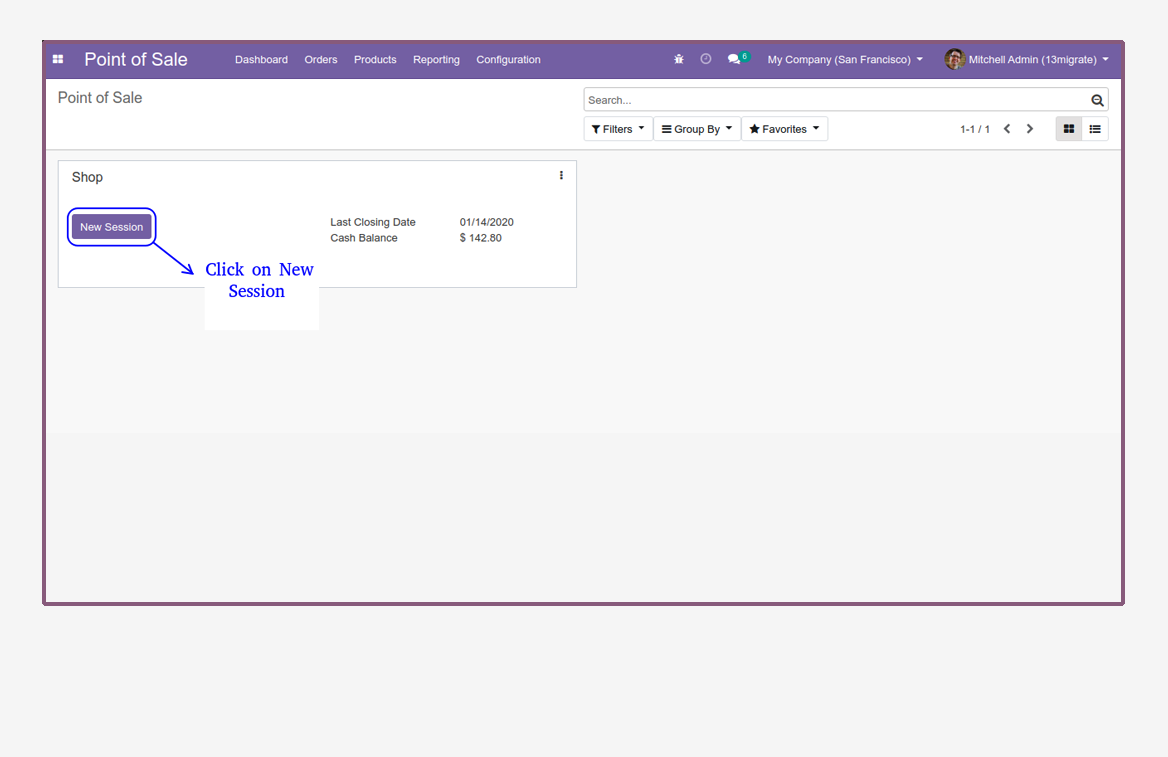 Point of Sale Dashboard Orders Products Reporting Configuration 6 My Company (San Francisco) Mitchell Admin (13migrate)
Point of Sale
Search...
Filters Group By Favorites 1-1 / 1
Shop
New Session
Last Closing Date 01/14/2020
Cash Balance $ 142.80
Click on New
Session